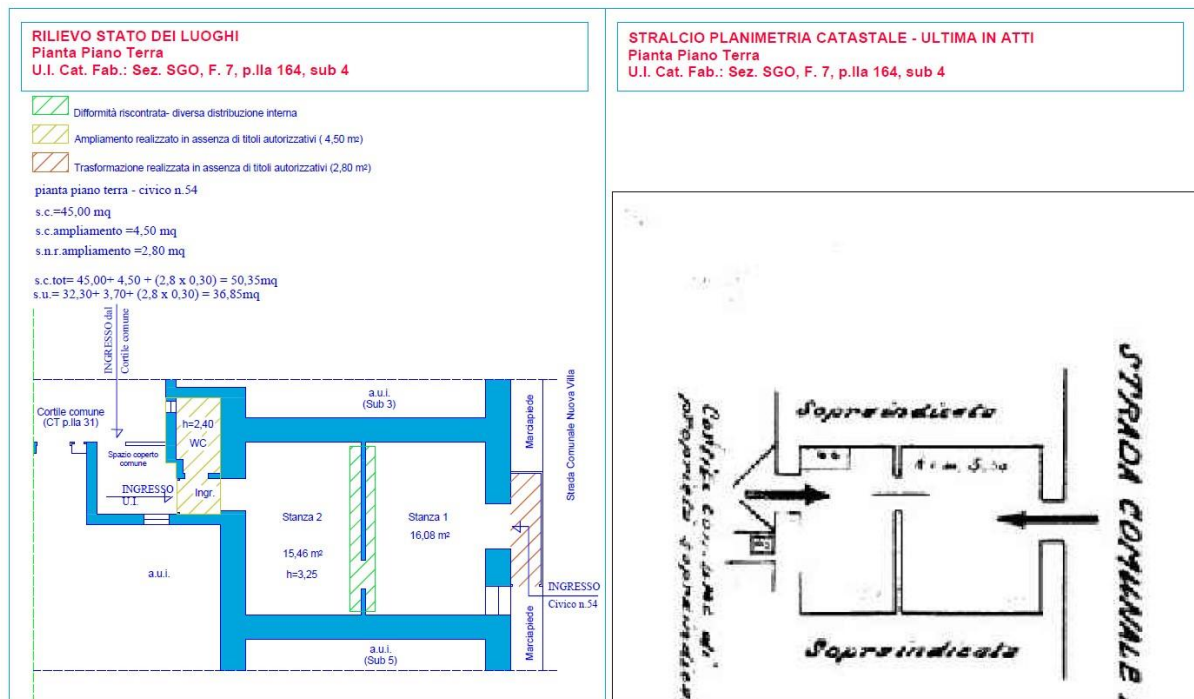 RILIEVO STATO DEI LUOGHI
Pianta Piano Terra
U.I. Cat. Fab.: Sez. SGO, F. 7, p.lla 164, sub 4
Difformità riscontrata- diversa distribuzione interna
Ampliamento realizzato in assenza di titoli autorizzativi ( 4,50 m²)
Trasformazione realizzata in assenza di titoli autorizzativi (2,80 m²)
pianta piano terra - civico n.54
s.c.=45,00 mq
s.c.ampliamento =4,50 mq
s.n.r.ampliamento =2,80 mq
s.c.tot= 45,00+ 4,50 + (2,8 x 0,30) = 50,35mq
s.u.= 32,30+ 3,70+ (2,8 x 0,30) = 36,85mq
INGRESSO dal
Cortile comune
Cortile comune
(CT p.lla 31)
Spazio coperto
comune
h=2,40
WC
INGRESSO
U.I.
Ingr.
a.u.i.
a.u.i.
(Sub 3)
Stanza 2
15,46 m²
h=3,25
Stanza 1
16,08 m²
a.u.i.
(Sub 5)
Marciapiede
Marciapiede
Strada Comunale Nuova Villa
INGRESSO
Civico n.54
STRALCIO PLANIMETRIA CATASTALE - ULTIMA IN ATTI
Pianta Piano Terra
U.I. Cat. Fab.: Sez. SGO, F. 7, p.lla 164, sub 4
Sopraindicata
Sopraindicata
STRADA COMUNALE